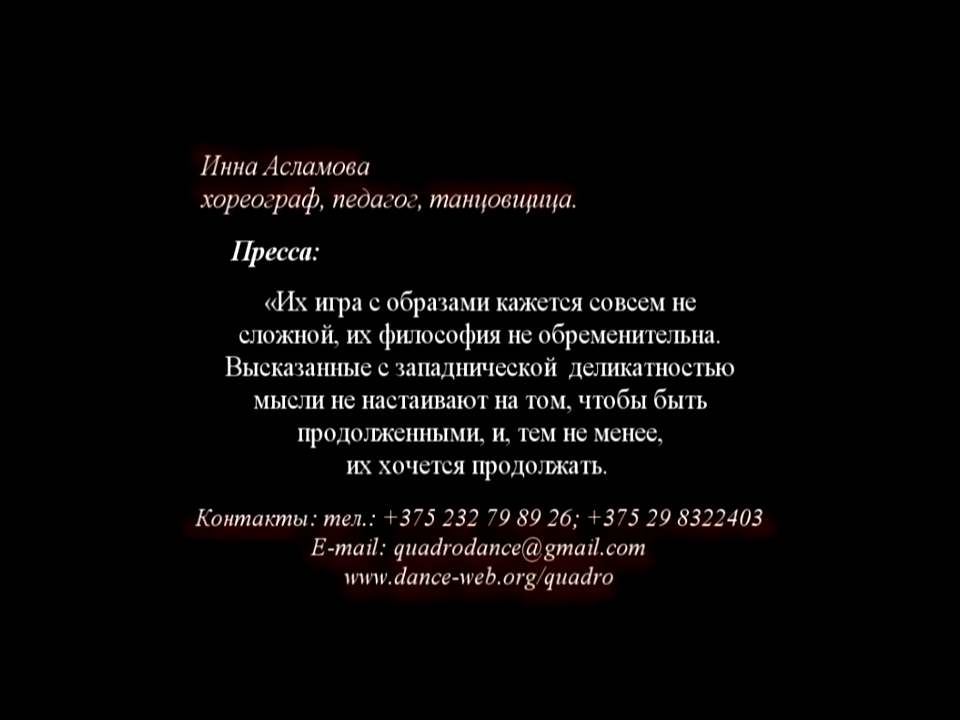 Инна Асламова
хореограф, педагог, танцовщица.
Пресса:
«Их игра с образами кажется совсем не
сложной, их философия не обременительна.
Высказанные с западнической деликатностью
мысли не настаивают на том, чтобы быть
продолженными, и, тем не менее,
их хочется продолжать.
Контакты: тел.: +375 232 79 89 26; +375 29 8322403
E-mail: quadrodance@gmail.com
www.dance-web.org/quadro